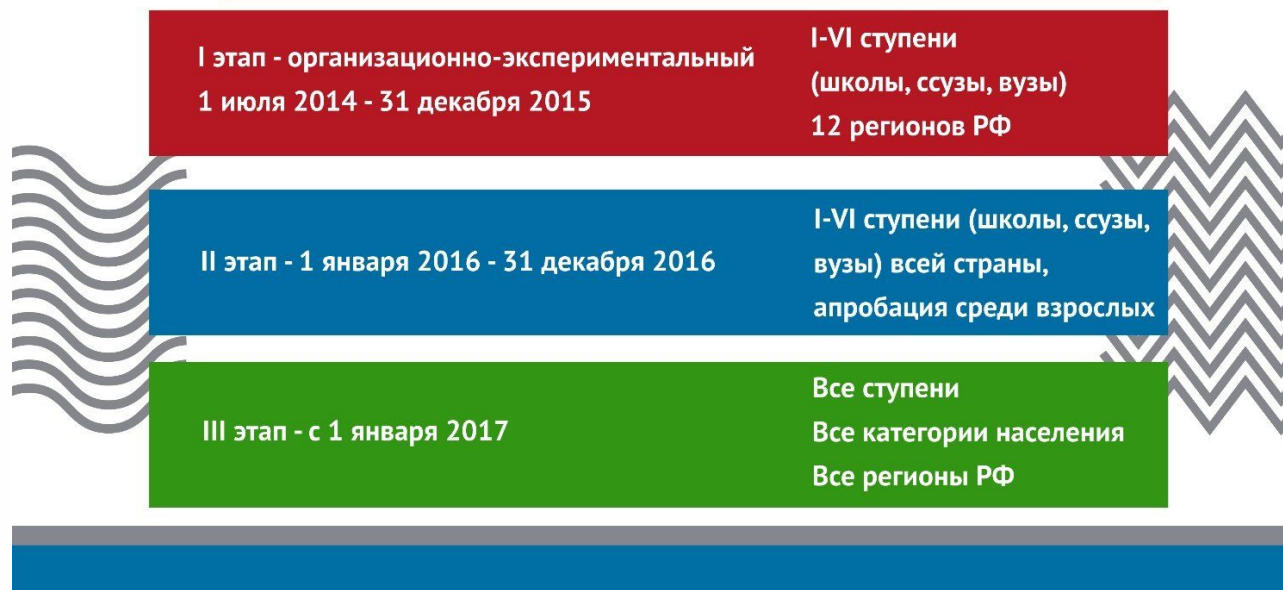 I этап - организационно-экспериментальный
1 июля 2014 - 31 декабря 2015
I-VI ступени
(школы, ссузы, вузы)
12 регионов РФ
II этап - 1 января 2016 - 31 декабря 2016
I-VI ступени (школы, ссузы,
вузы) всей страны,
апробация среди взрослых
III этап - с 1 января 2017
Все ступени
Все категории населения
Все регионы РФ